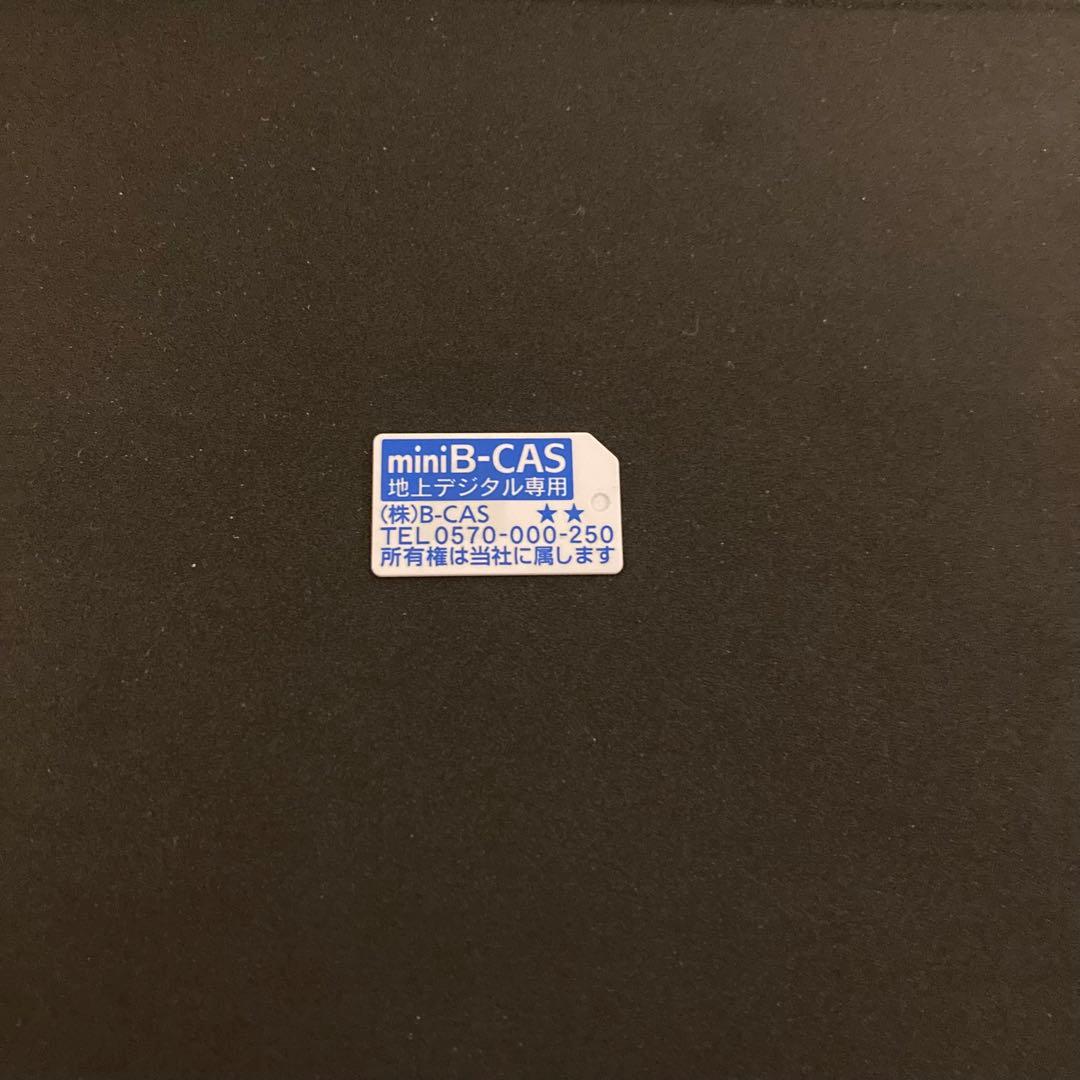 miniB-CAS
地上デジタル専用
(株)B-CAS ★★
TEL 0570-000-250
所有権は当社に属します